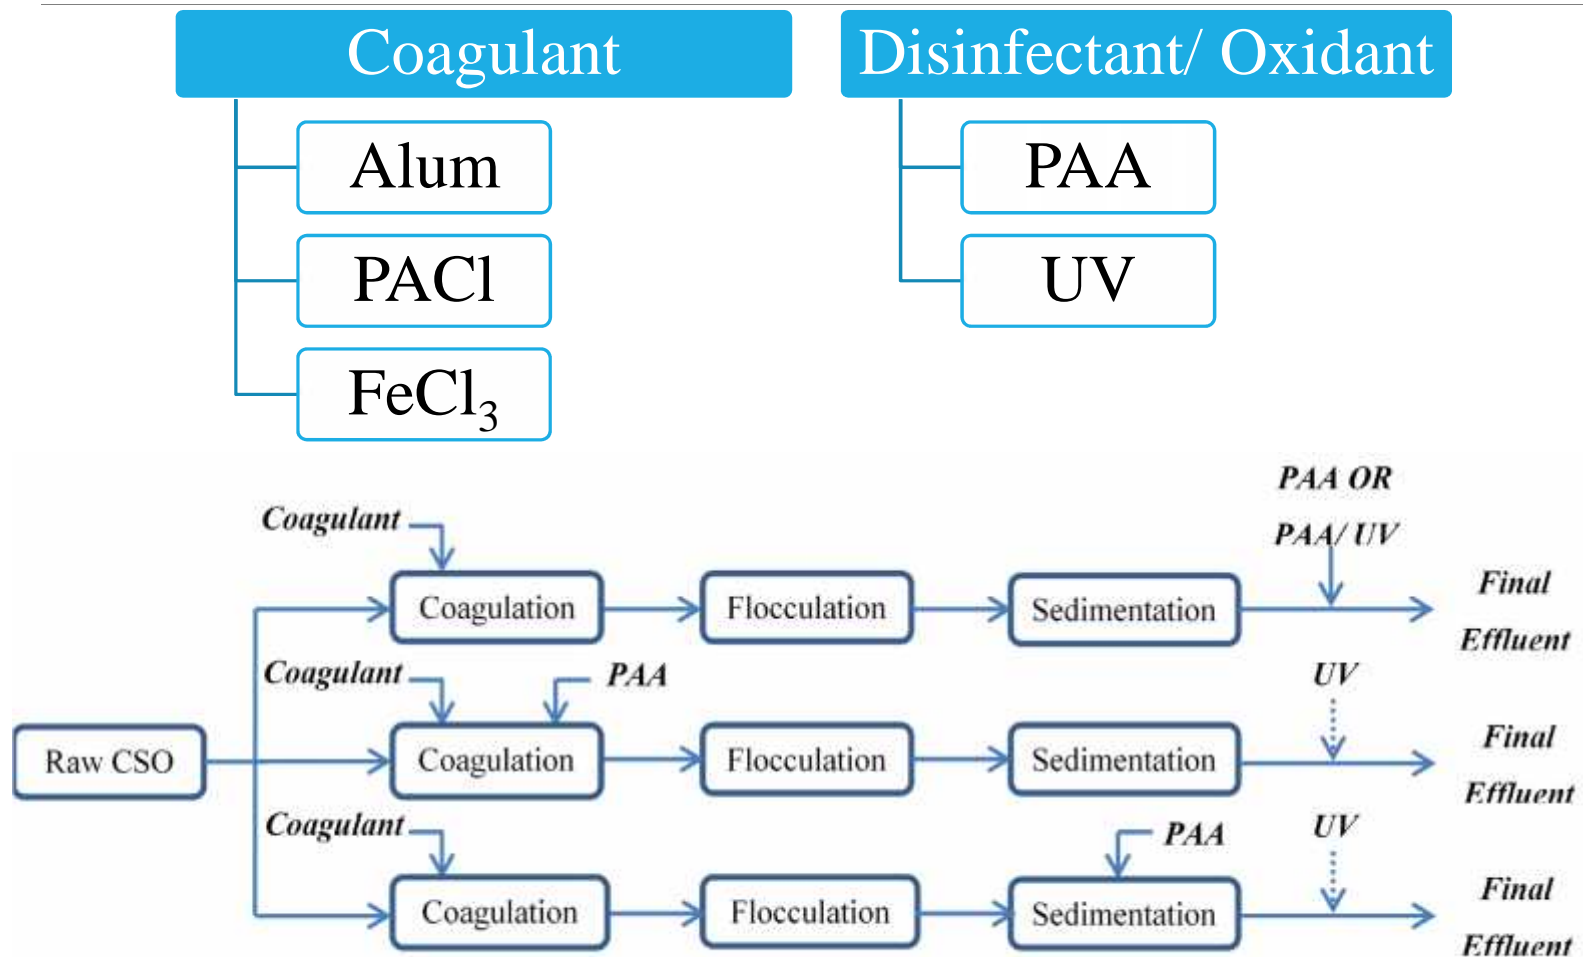 Coagulant
Alum
PACl
FeCl₃
Disinfectant/ Oxidant
PAA
UV
Raw CSO
Coagulant
Coagulation
Flocculation
Sedimentation
PAA OR
PAA/ UV
Final
Effluent
Coagulant
PAA
Coagulation
Flocculation
Sedimentation
UV
Final
Effluent
Coagulant
Coagulation
Flocculation
PAA
Sedimentation
UV
Final
Effluent